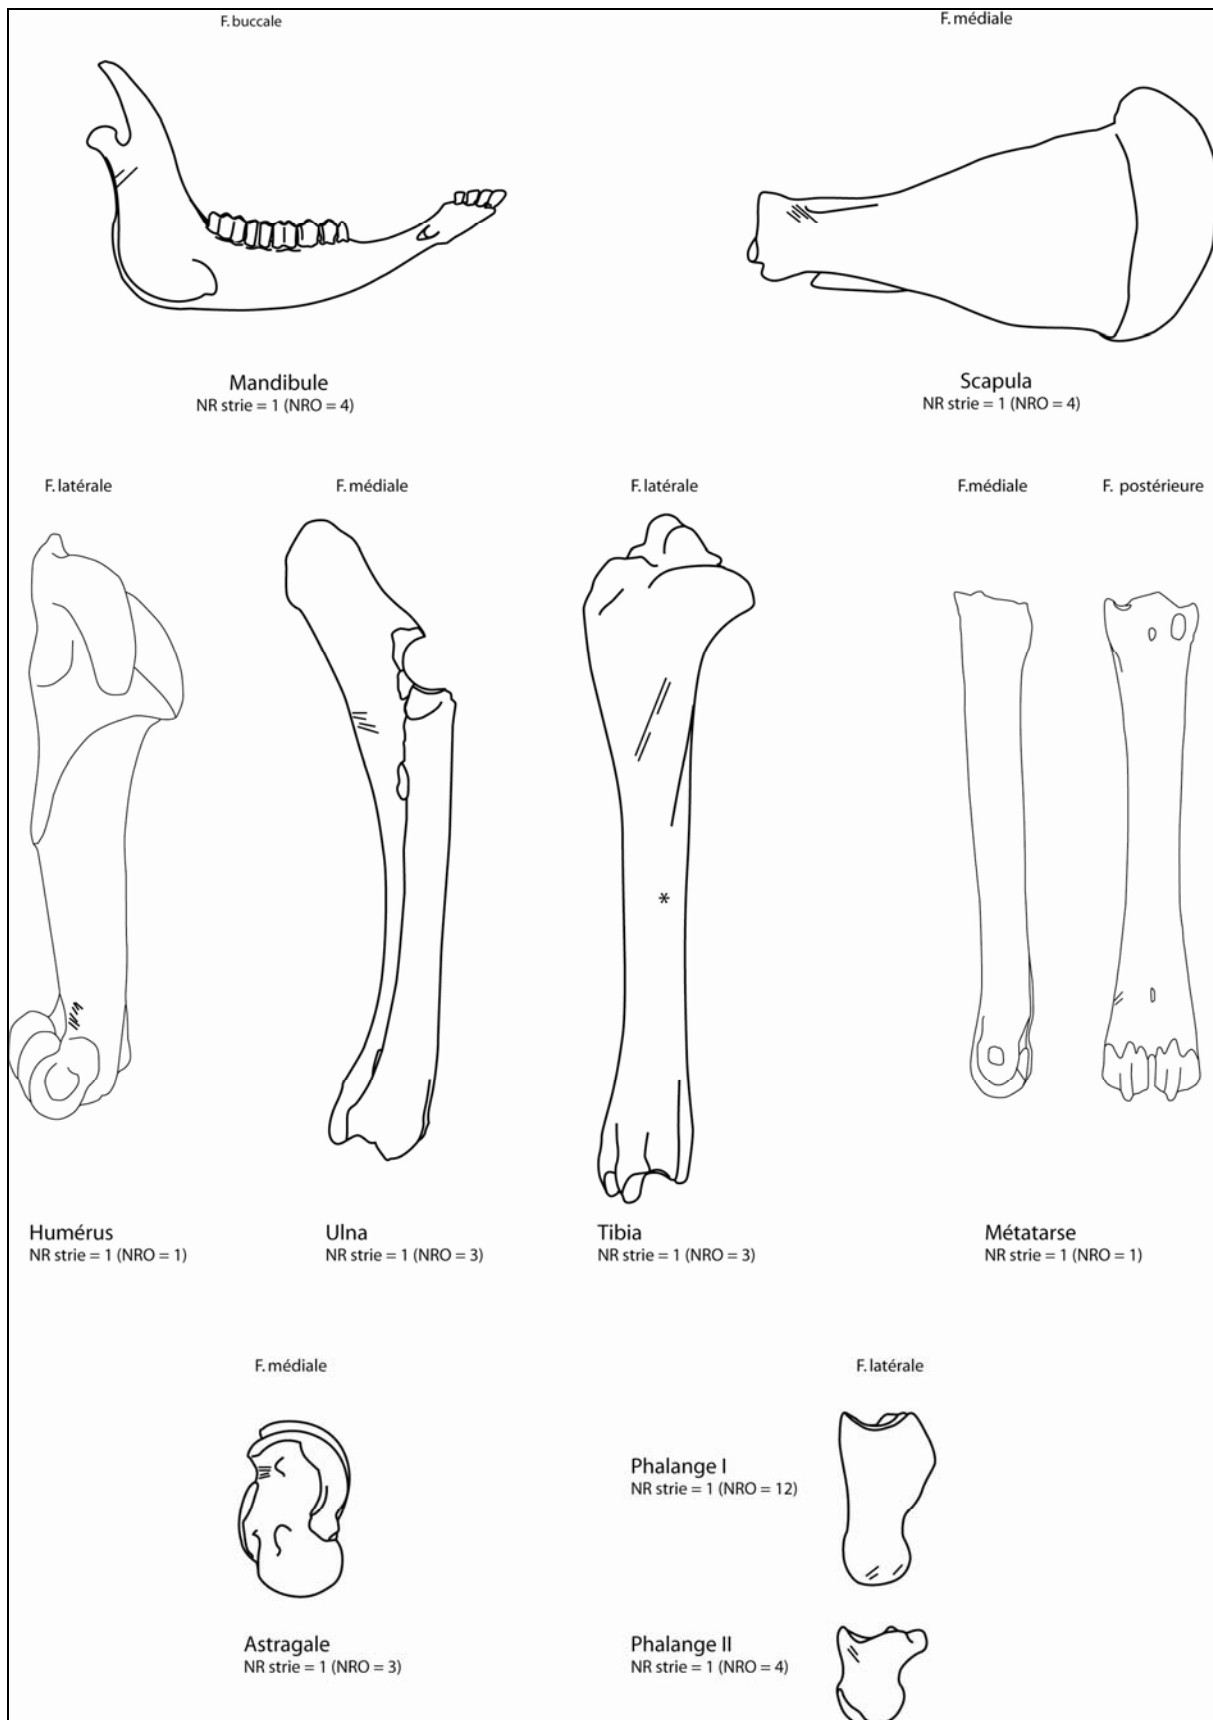 F. buccale
F. médiale
Mandibule
NR strie = 1 (NRO = 4)
Scapula
NR strie = 1 (NRO = 4)
F. latérale
F. médiale
F. latérale
F.médiale
F. postérieure
*
Humérus
NR strie = 1 (NRO = 1)
Ulna
NR strie = 1 (NRO = 3)
Tibia
NR strie = 1 (NRO = 3)
Métatarse
NR strie = 1 (NRO = 1)
F. médiale
F. latérale
Phalange I
NR strie = 1 (NRO = 12)
Astragale
NR strie = 1 (NRO = 3)
Phalange II
NR strie = 1 (NRO = 4)